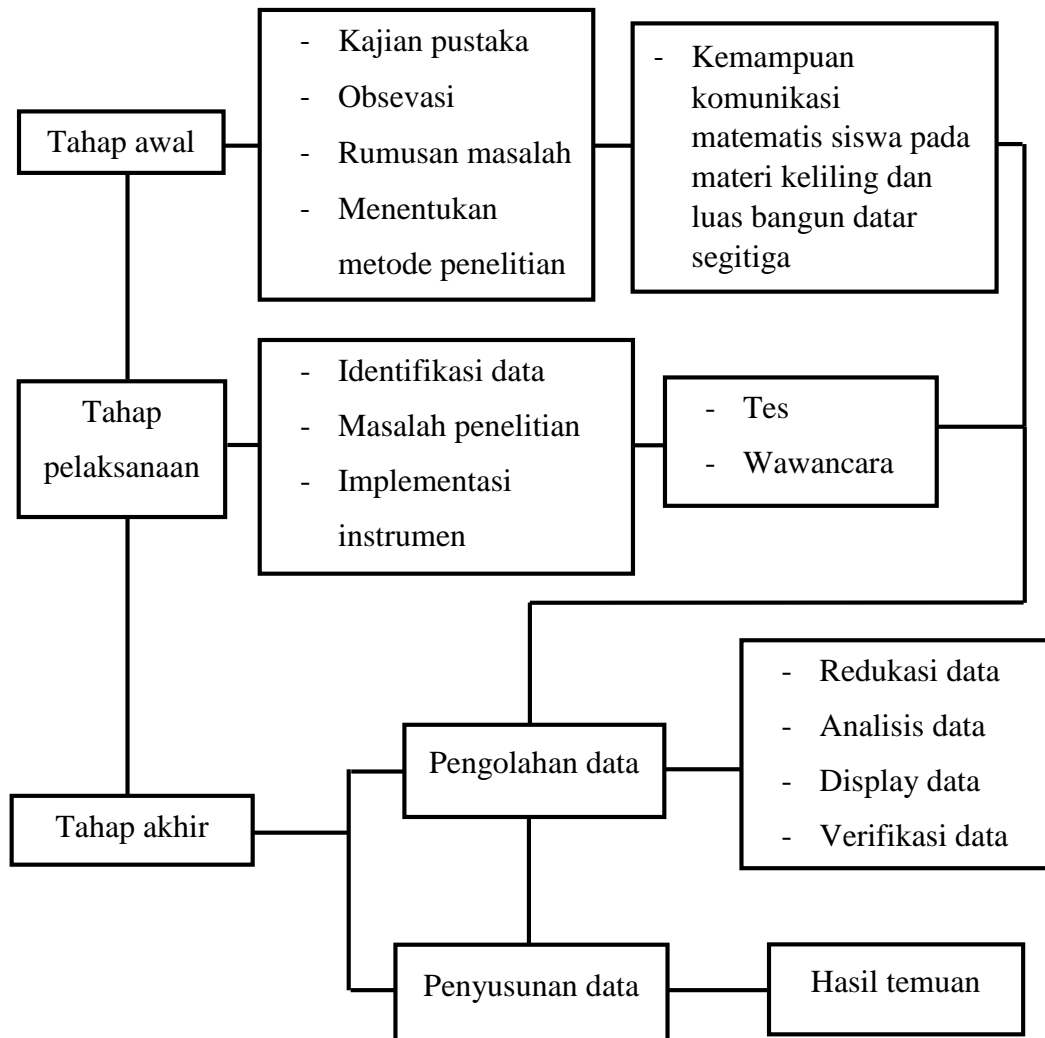 Tahap awal
- Kajian pustaka
- Obsevasi
- Rumusan masalah
- Menentukan
metode penelitian
- Kemampuan
komunikasi
matematis siswa pada
materi keliling dan
luas bangun datar
segitiga
Tahap
pelaksanaan
- Identifikasi data
- Masalah penelitian
- Implementasi
instrumen
- Tes
- Wawancara
Tahap akhir
Pengolahan data
- Redukasi data
- Analisis data
- Display data
- Verifikasi data
Penyusunan data
Hasil temuan